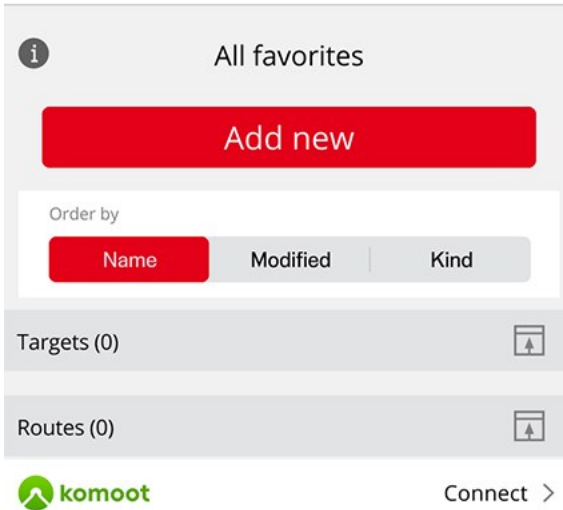 All favorites
Add new
Order by
Name Modified Kind
Targets (0)
Routes (0)
komoot Connect